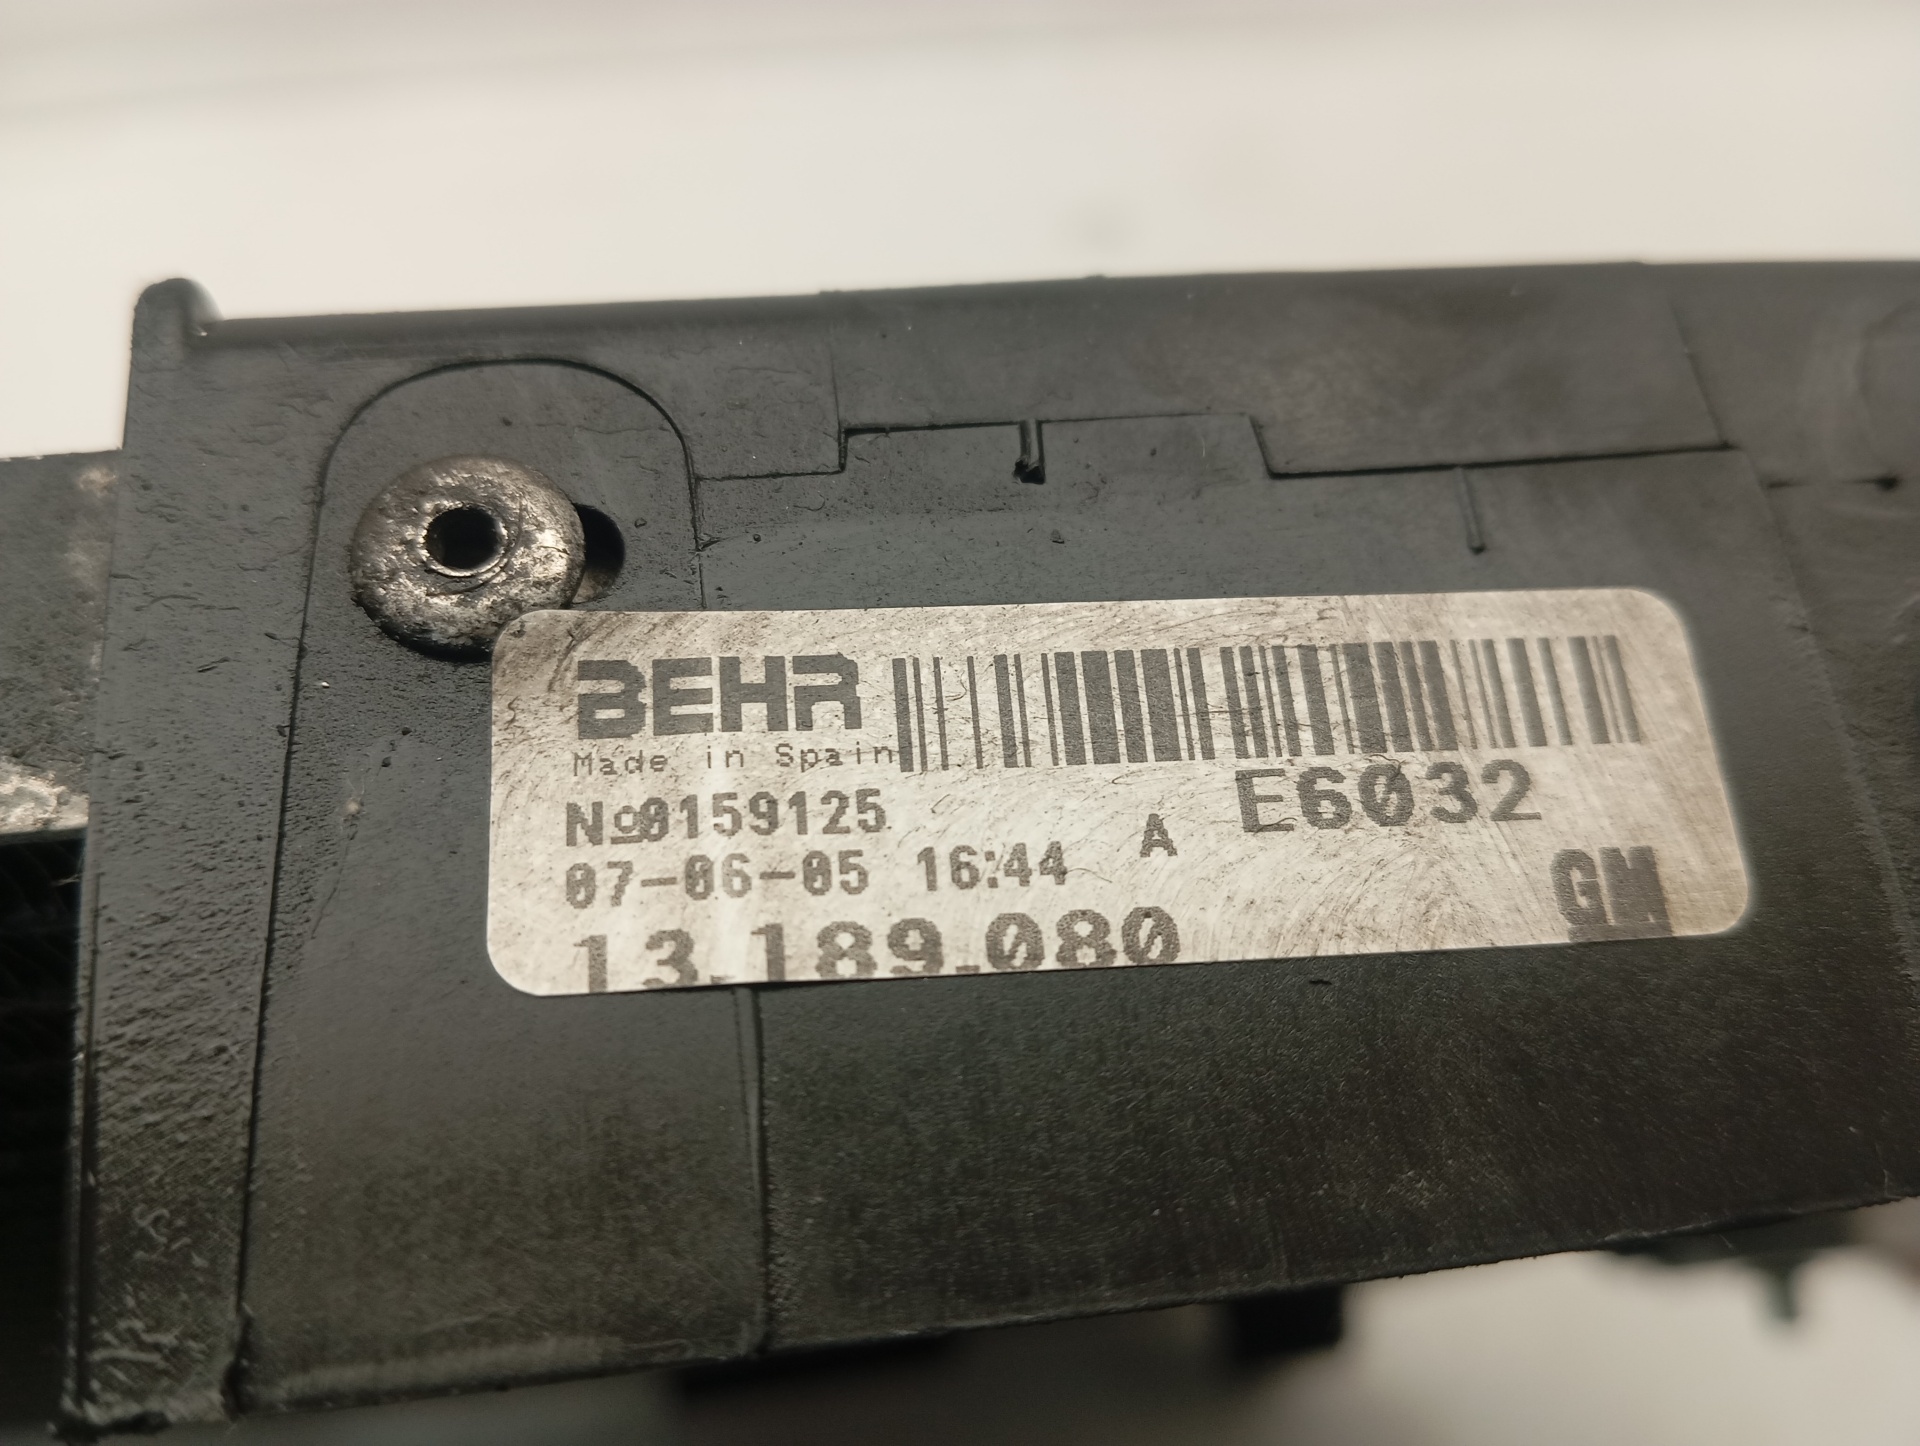 BEHR
Made in Spain
Nº0159125
E6032
07-06-05 16:44 A
GM
13.189.080